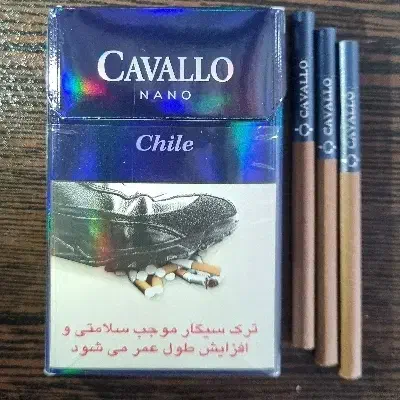 CAVALLO
NANO
Chile
ترک سیگار موجب سلامتی و
افزایش طول عمر می شود
CAVALLO
CAVALLO
CAVALLO